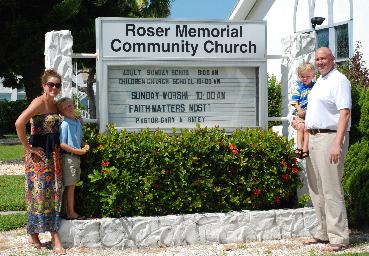 Roser Memorial
Community Church
ADULT SUNDAY SCHOOL 9:00 AM
CHILDRENS CHURCH SCHOOL 10:00 AM
SUNDAY WORSHIP 10:00 AM
"FAITH MATTERS MOST"
PASTOR GARY A BATEY